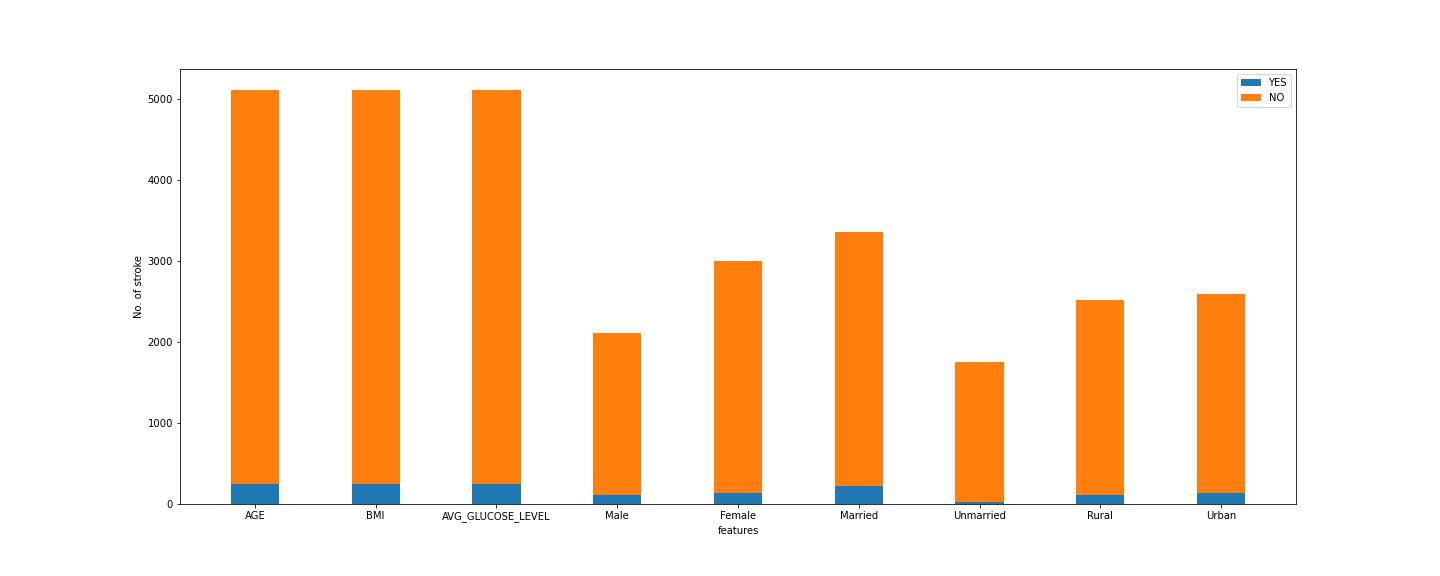 YES
NO
5000
4000
3000
2000
1000
0
No. of stroke
AGE BMI AVG_GLUCOSE_LEVEL Male Female Married Unmarried Rural Urban
features